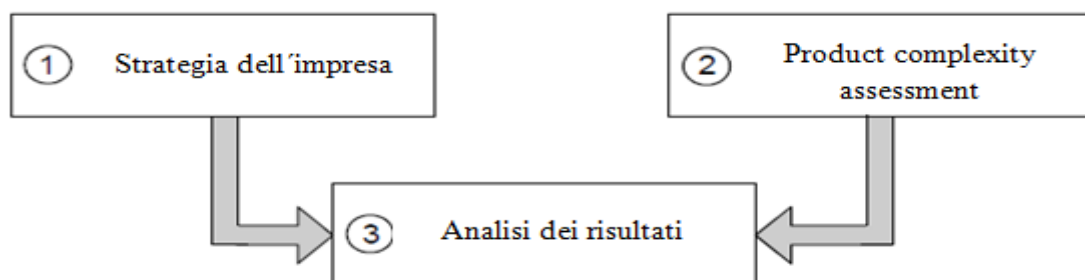 1 Strategia dell´impresa
2 Product complexity
assessment
3 Analisi dei risultati